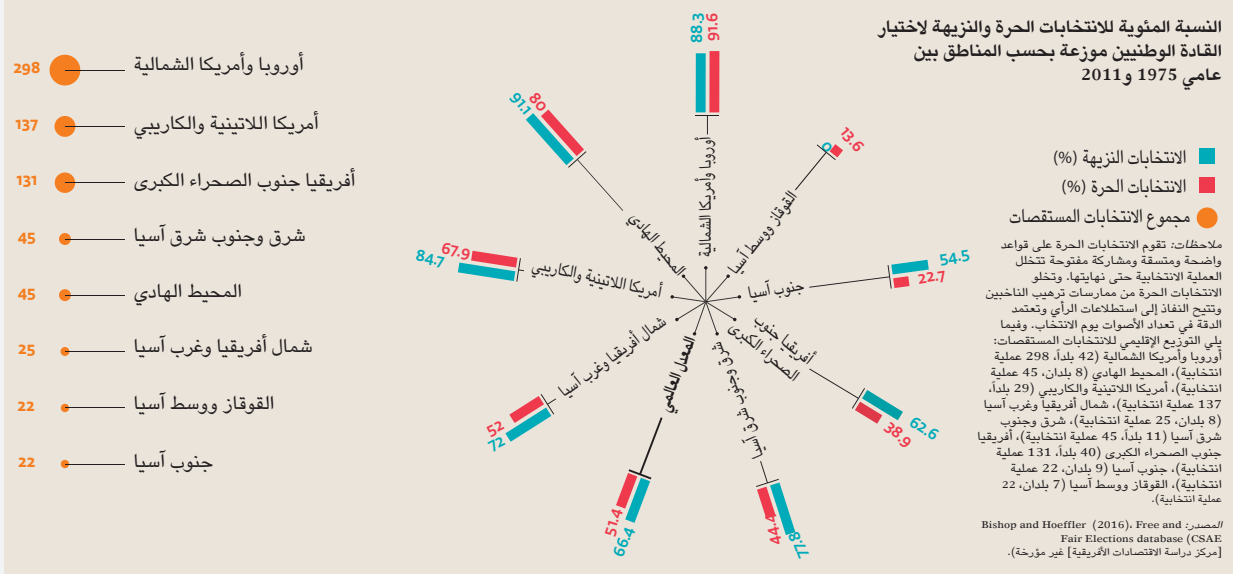 النسبة المئوية للانتخابات الحرة والنزيهة لاختيار
القادة الوطنيين موزعة بحسب المناطق بين
عامي 1975 و2011
الانتخابات النزيهة (%)
الانتخابات الحرة (%)
مجموع الانتخابات المستقصات
ملاحظات: تقوم الانتخابات الحرة على قواعد
واضحة ومتسقة ومشاركة مفتوحة تتخلل
العملية الانتخابية حتى نهايتها. وتخلو
الانتخابات الحرة من ممارسات ترهيب الناخبين
وتتيح النفاذ إلى استطلاعات الرأي وتعتمد
الدقة في تعداد الأصوات يوم الانتخاب. وفيما
يلي التوزيع الإقليمي للانتخابات المستقصات:
أوروبا وأمريكا الشمالية (42 بلداً، 298 عملية
انتخابية)، المحيط الهادي (8 بلدان، 45 عملية
انتخابية)، أمريكا اللاتينية والكاريبي (29 بلداً،
137 عملية انتخابية)، شمال أفريقيا وغرب آسيا
(8 بلدان، 25 عملية انتخابية)، شرق وجنوب
شرق آسيا (11 بلداً، 45 عملية انتخابية)، أفريقيا
جنوب الصحراء الكبرى (40 بلداً، 131 عملية
انتخابية)، جنوب آسيا (9 بلدان، 22 عملية
انتخابية)، القوقاز ووسط آسيا (7 بلدان، 22
عملية انتخابية).
المصدر: Bishop and Hoeffler (2016)، Free and
Fair Elections database (CSAE
[مركز دراسة الاقتصادات الأفريقية] غير مؤرخة).
أوروبا وأمريكا الشمالية
88.3
91.6
القوقاز ووسط آسيا
0
13.6
جنوب آسيا
54.5
22.7
أفريقيا جنوب
الصحراء الكبرى
62.6
38.9
شرق وجنوب شرق آسيا
77.8
44.4
المعدل العالمي
66.4
51.4
شمال أفريقيا وغرب آسيا
72
52
أمريكا اللاتينية والكاريبي
84.7
67.9
المحيط الهادي
91.1
80
أوروبا وأمريكا الشمالية 298
أمريكا اللاتينية والكاريبي 137
أفريقيا جنوب الصحراء الكبرى 131
شرق وجنوب شرق آسيا 45
المحيط الهادي 45
شمال أفريقيا وغرب آسيا 25
القوقاز ووسط آسيا 22
جنوب آسيا 22